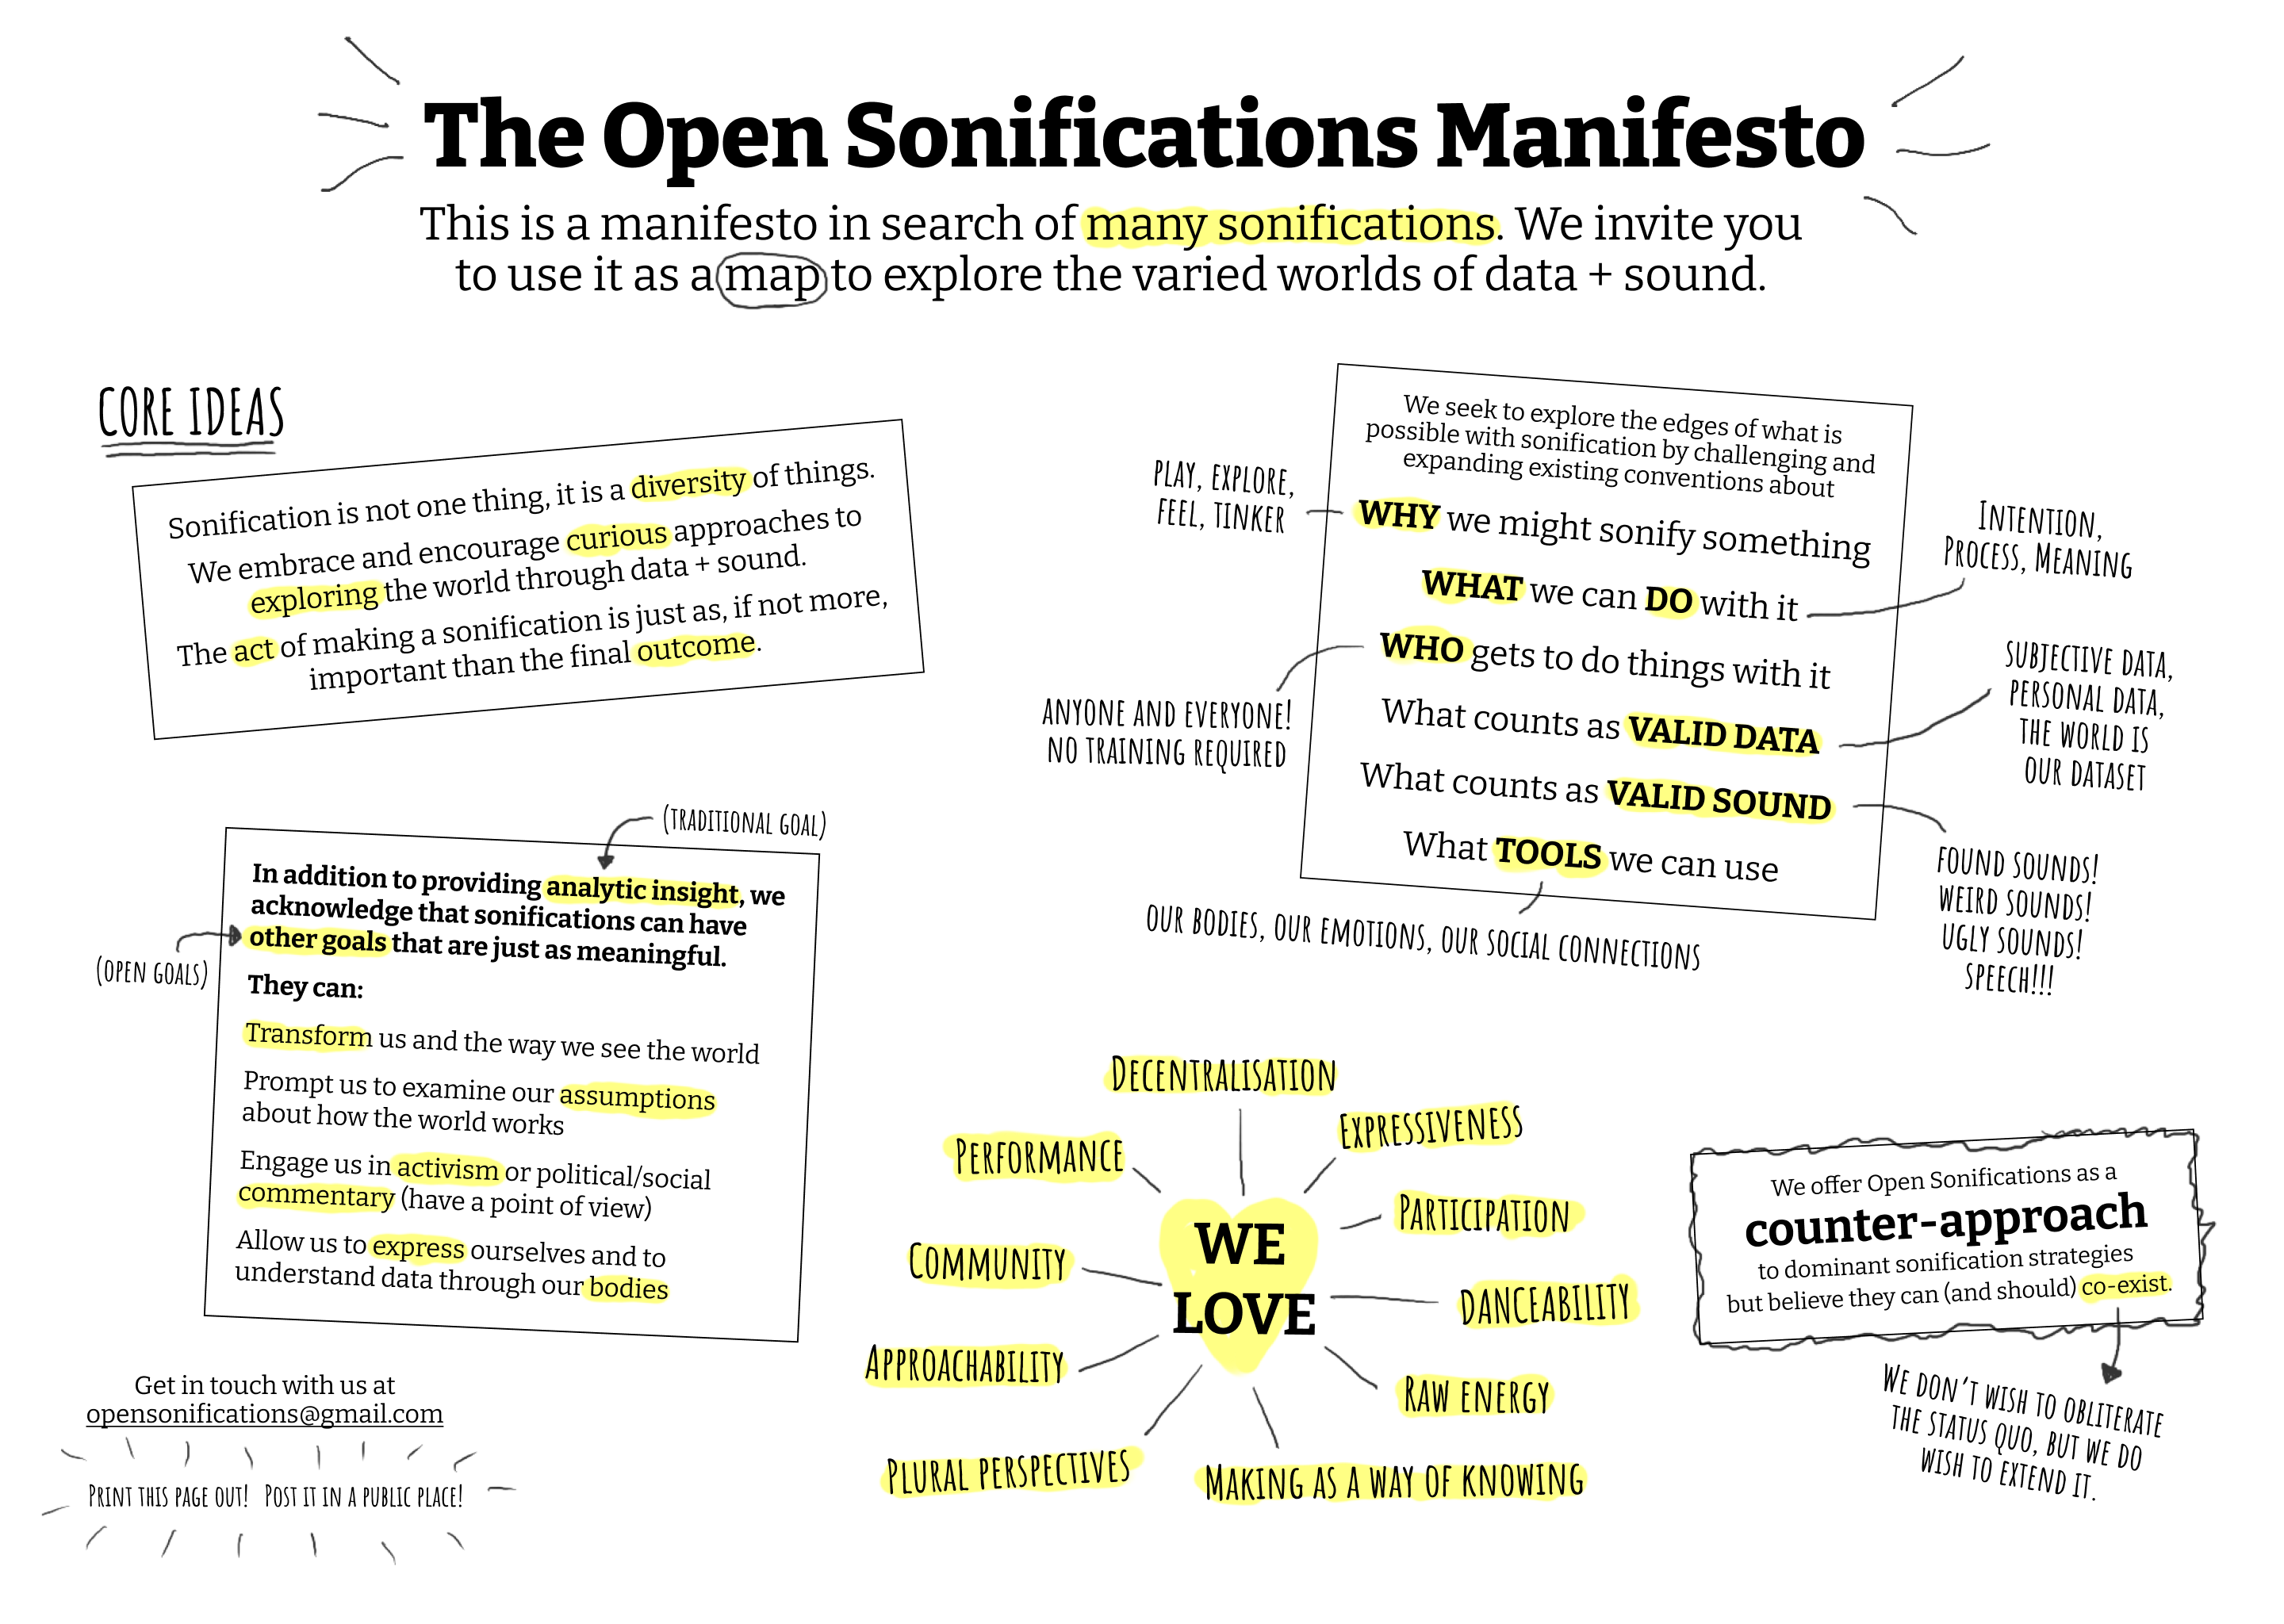 The Open Sonifications Manifesto
This is a manifesto in search of many sonifications. We invite you
to use it as a map to explore the varied worlds of data + sound.
CORE IDEAS
Sonification is not one thing, it is a diversity of things.
We embrace and encourage curious approaches to
exploring the world through data + sound.
The act of making a sonification is just as, if not more,
important than the final outcome.
(TRADITIONAL GOAL)
In addition to providing analytic insight, we
acknowledge that sonifications can have
other goals that are just as meaningful.
(OPEN GOALS)
They can:
Transform us and the way we see the world
Prompt us to examine our assumptions
about how the world works
Engage us in activism or political/social
commentary (have a point of view)
Allow us to express ourselves and to
understand data through our bodies
We seek to explore the edges of what is
possible with sonification by challenging and
expanding existing conventions about
WHY we might sonify something
PLAY, EXPLORE,
FEEL, TINKER
WHAT we can DO with it
INTENTION,
PROCESS, MEANING
WHO gets to do things with it
ANYONE AND EVERYONE!
NO TRAINING REQUIRED
What counts as VALID DATA
SUBJECTIVE DATA,
PERSONAL DATA,
THE WORLD IS
OUR DATASET
What counts as VALID SOUND
FOUND SOUNDS!
WEIRD SOUNDS!
UGLY SOUNDS!
SPEECH!!!
What TOOLS we can use
OUR BODIES, OUR EMOTIONS, OUR SOCIAL CONNECTIONS
WE
LOVE
DECENTRALISATION
EXPRESSIVENESS
PARTICIPATION
DANCEABILITY
RAW ENERGY
MAKING AS A WAY OF KNOWING
PLURAL PERSPECTIVES
APPROACHABILITY
COMMUNITY
PERFORMANCE
We offer Open Sonifications as a
counter-approach
to dominant sonification strategies
but believe they can (and should) co-exist.
WE DON'T WISH TO OBLITERATE
THE STATUS QUO, BUT WE DO
WISH TO EXTEND IT.
Get in touch with us at
opensonifications@gmail.com
PRINT THIS PAGE OUT! POST IT IN A PUBLIC PLACE!